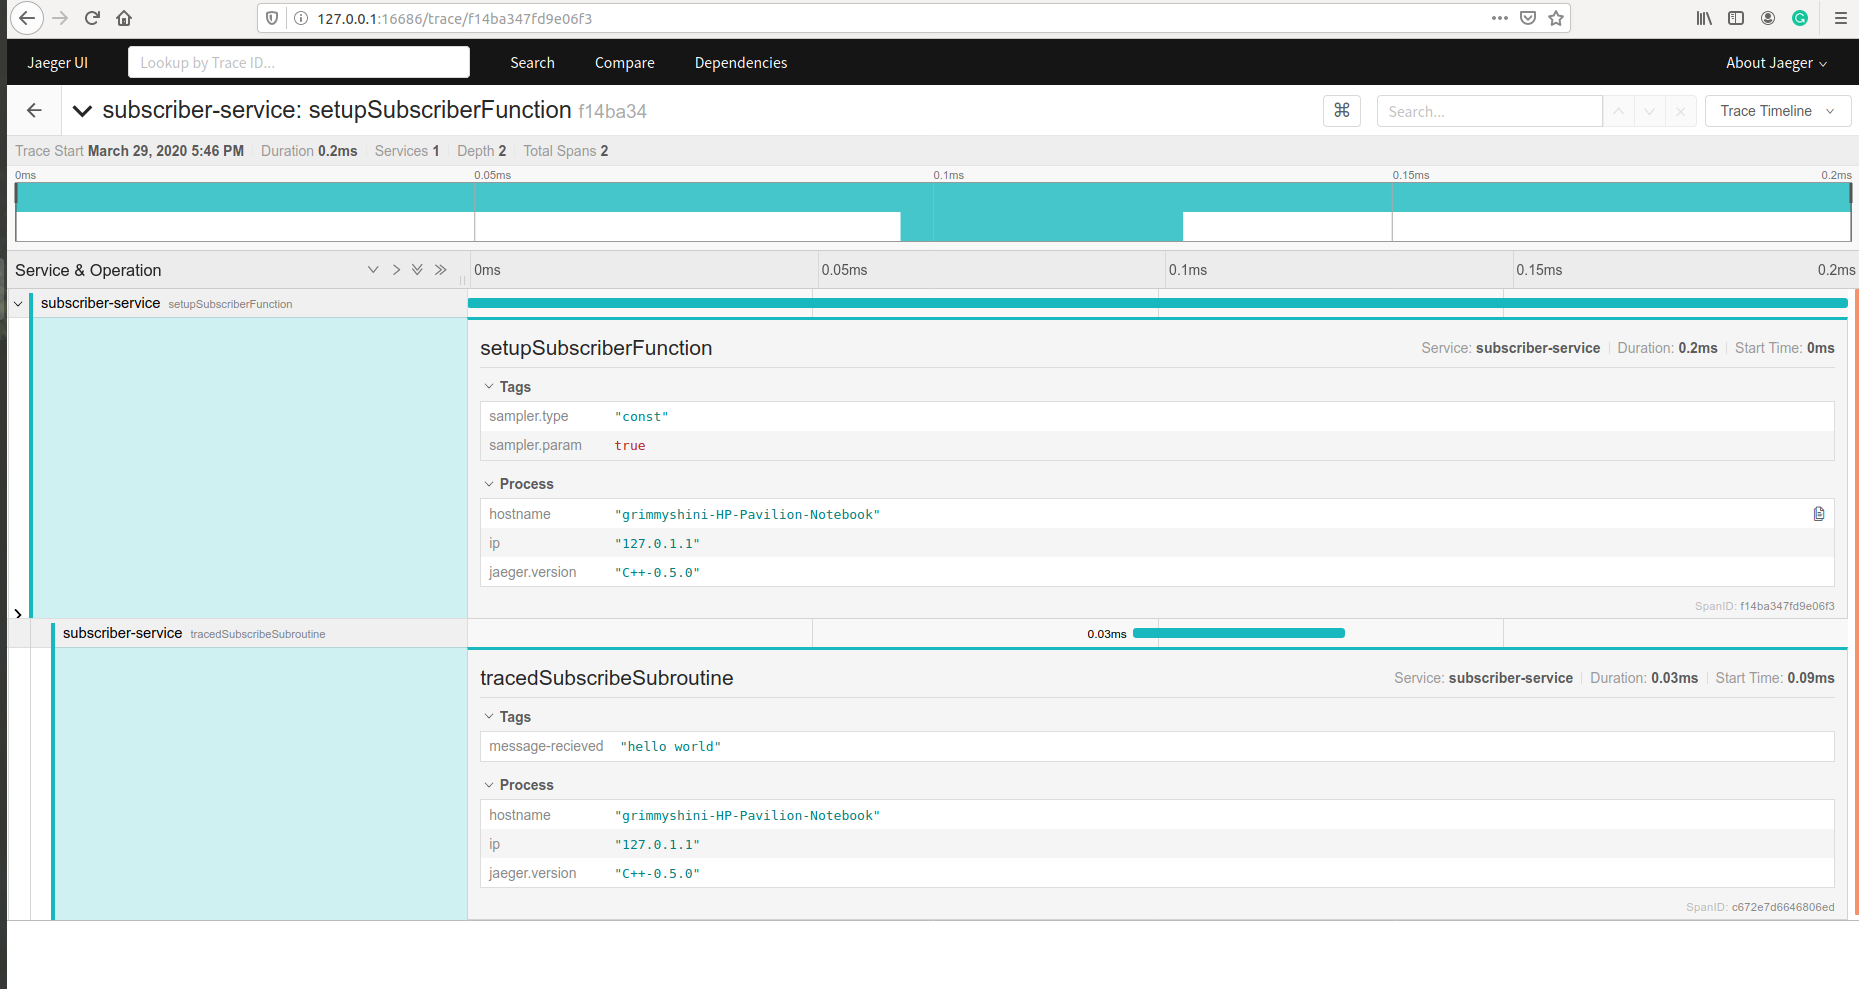 127.0.0.1:16686/trace/f14ba347fd9e06f3
Jaeger UI Lookup by Trace ID... Search Compare Dependencies About Jaeger
subscriber-service: setupSubscriberFunction f14ba34 ⌘ Search... Trace Timeline
Trace Start March 29, 2020 5:46 PM Duration 0.2ms Services 1 Depth 2 Total Spans 2
0ms 0.05ms 0.1ms 0.15ms 0.2ms
Service & Operation 0ms 0.05ms 0.1ms 0.15ms 0.2ms
subscriber-service setupSubscriberFunction
setupSubscriberFunction Service: subscriber-service Duration: 0.2ms Start Time: 0ms
Tags
sampler.type "const"
sampler.param true
Process
hostname "grimmyshini-HP-Pavilion-Notebook"
ip "127.0.1.1"
jaeger.version "C++-0.5.0"
SpanID: f14ba347fd9e06f3
subscriber-service tracedSubscribeSubroutine 0.03ms
tracedSubscribeSubroutine Service: subscriber-service Duration: 0.03ms Start Time: 0.09ms
Tags
message-recieved "hello world"
Process
hostname "grimmyshini-HP-Pavilion-Notebook"
ip "127.0.1.1"
jaeger.version "C++-0.5.0"
SpanID: c672e7d6646806ed